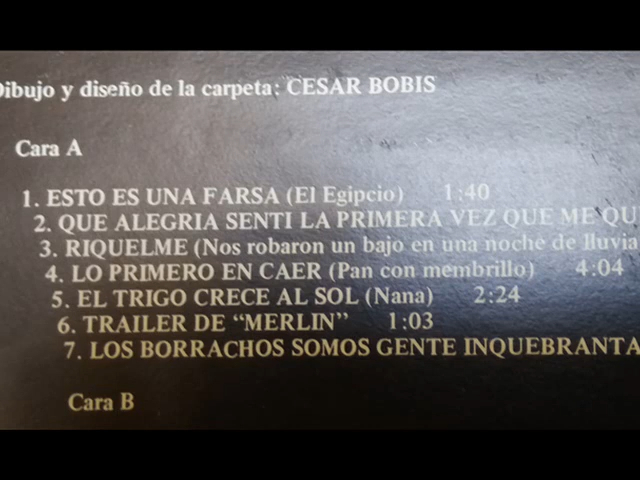 Dibujo y diseño de la carpeta: CESAR BOBIS
Cara A
1. ESTO ES UNA FARSA (El Egipcio) 1:40
2. QUE ALEGRIA SENTI LA PRIMERA VEZ QUE ME QU
3. RIQUELME (Nos robaron un bajo en una noche de lluvia
4. LO PRIMERO EN CAER (Pan con membrillo) 4:04
5. EL TRIGO CRECE AL SOL (Nana) 2:24
6. TRAILER DE "MERLIN" 1:03
7. LOS BORRACHOS SOMOS GENTE INQUEBRANTA
Cara B